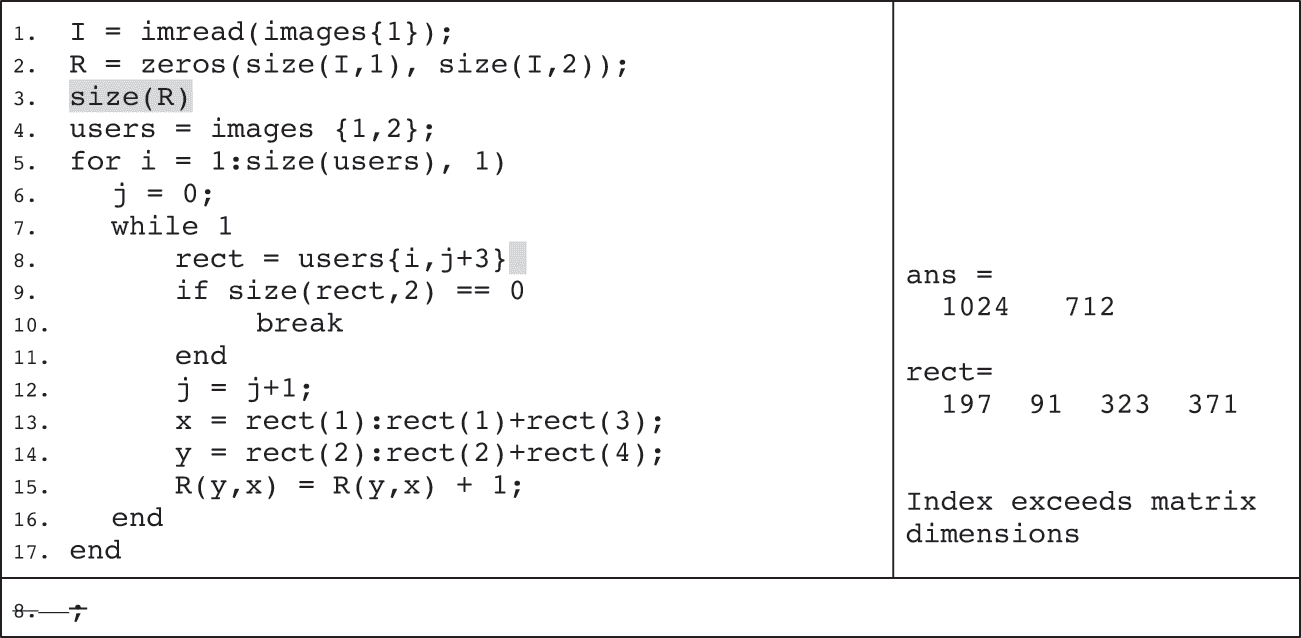 1. I = imread(images{1});
2. R = zeros(size(I,1), size(I,2));
3. size(R)
4. users = images {1,2};
5. for i = 1:size(users), 1)
6. j = 0;
7. while 1
8. rect = users{i,j+3}
9. if size(rect,2) == 0
10. break
11. end
12. j = j+1;
13. x = rect(1):rect(1)+rect(3);
14. y = rect(2):rect(2)+rect(4);
15. R(y,x) = R(y,x) + 1;
16. end
17. end
ans =
1024 712
rect=
197 91 323 371
Index exceeds matrix
dimensions
8. ;